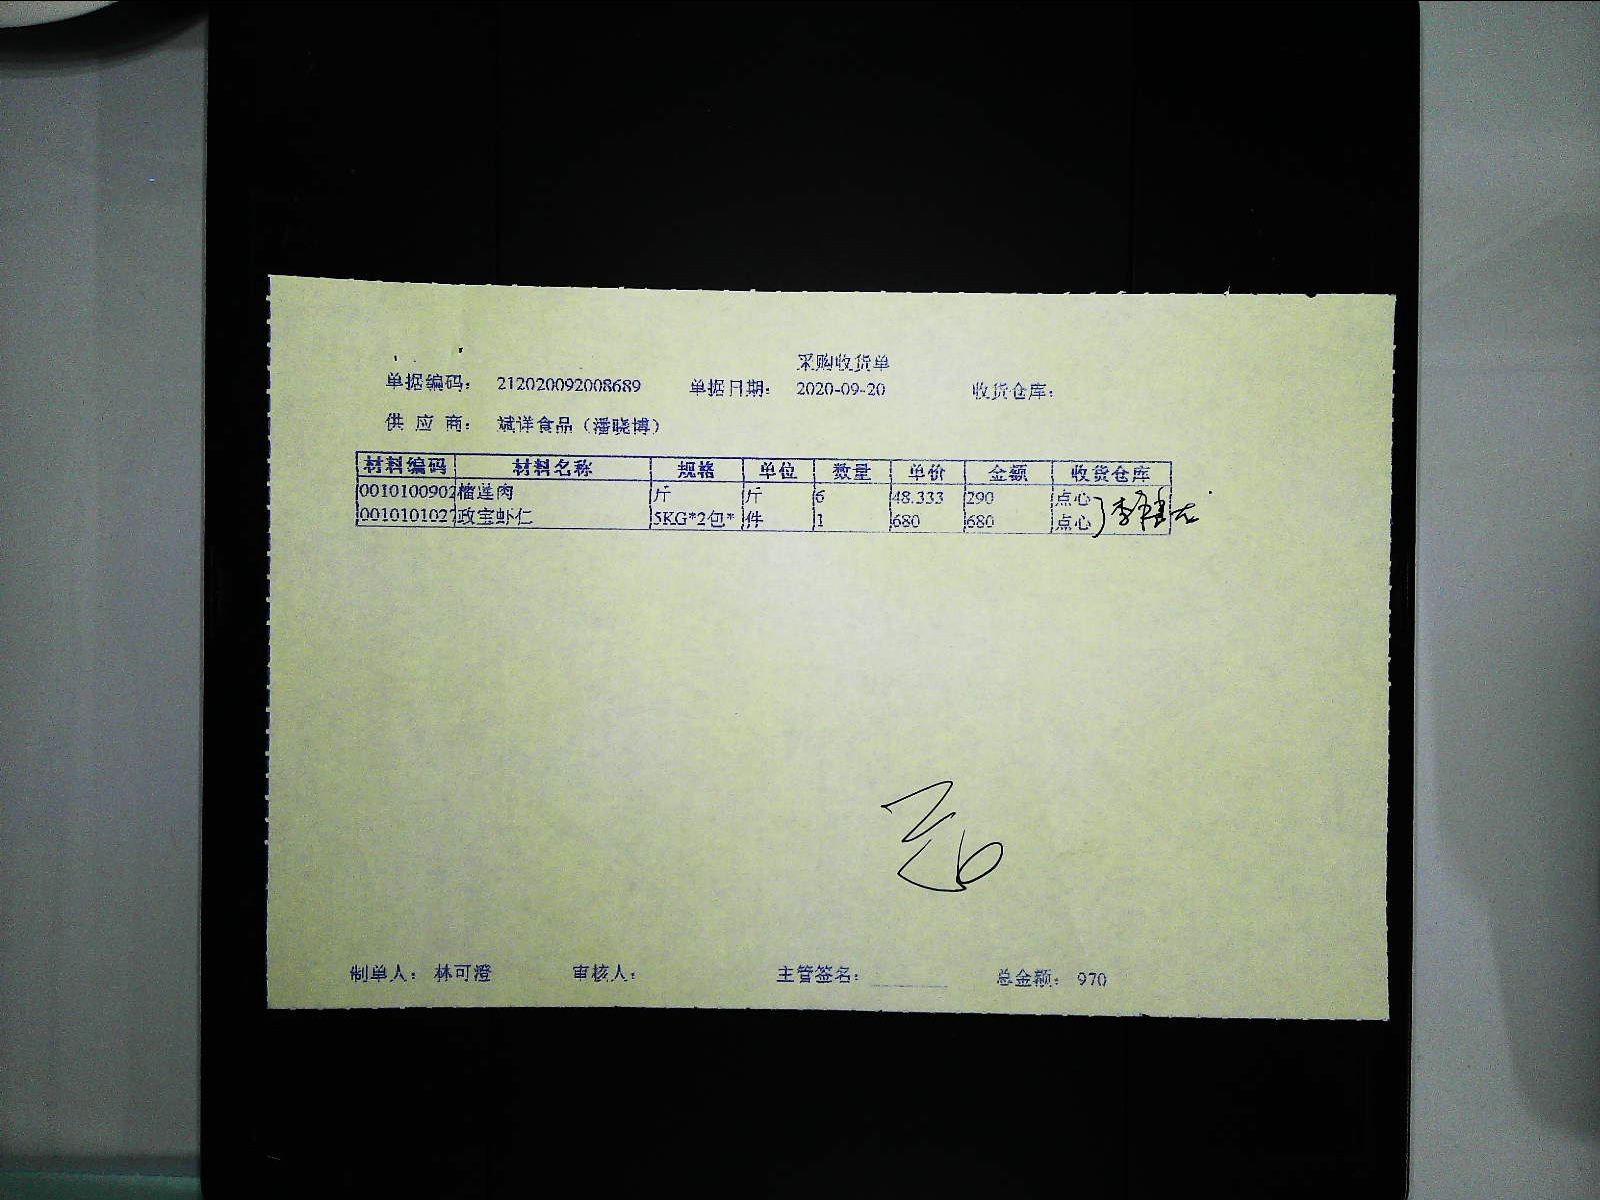 采购收货单
单据编码： 212020092008689 单据日期： 2020-09-20 收货仓库：
供 应 商： 斌洋食品（潘晓博）
材料编码 材料名称 规格 单位 数量 单价 金额 收货仓库
0010100902 榴莲肉 斤 斤 6 48.333 290 点心
0010101027 政宝虾仁 5KG*2包* 件 1 680 680 点心
制单人： 林可澄 审核人： 主管签名： 总金额： 970